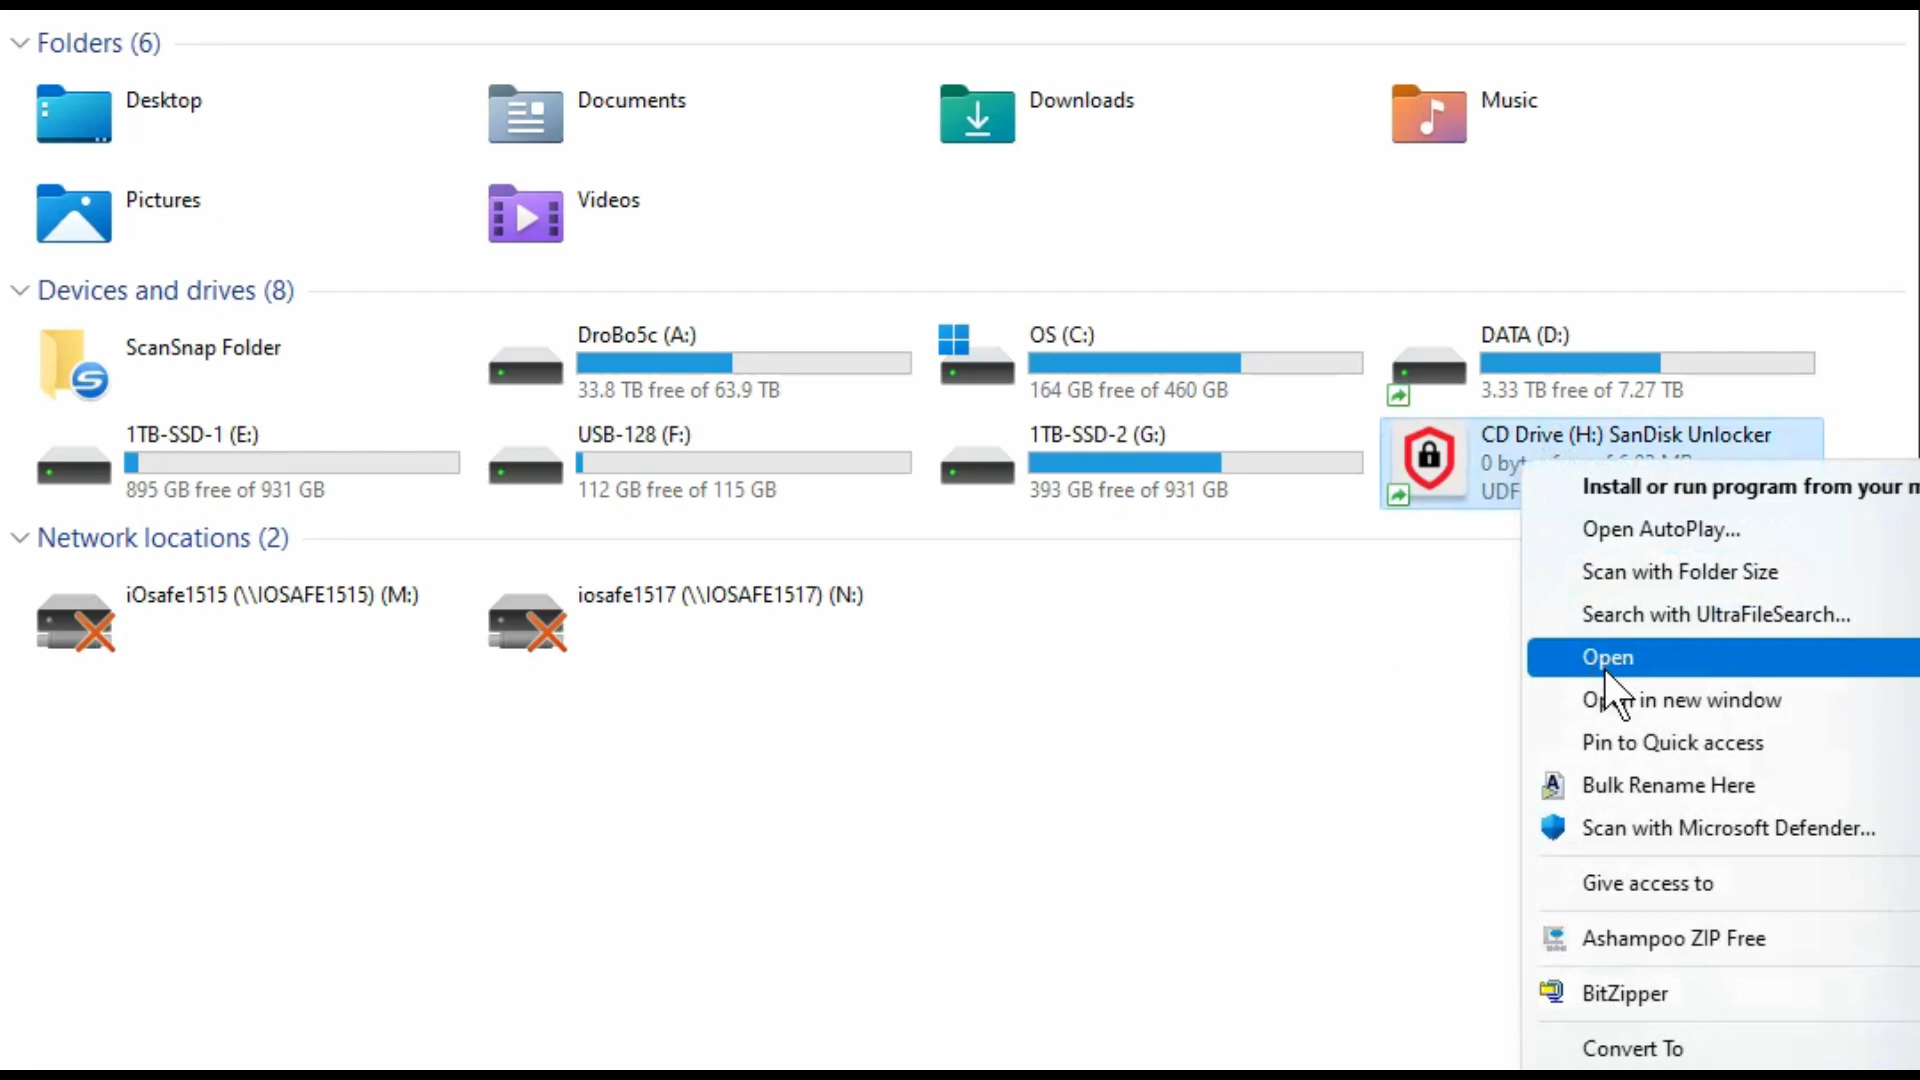 Folders (6)
Desktop
Documents
Downloads
Music
Pictures
Videos
Devices and drives (8)
ScanSnap Folder
DroBo5c (A:)
33.8 TB free of 63.9 TB
OS (C:)
164 GB free of 460 GB
DATA (D:)
3.33 TB free of 7.27 TB
1TB-SSD-1 (E:)
895 GB free of 931 GB
USB-128 (F:)
112 GB free of 115 GB
1TB-SSD-2 (G:)
393 GB free of 931 GB
CD Drive (H:) SanDisk Unlocker
0 
UDF
Network locations (2)
iOsafe1515 (\\IOSAFE1515) (M:)
iosafe1517 (\\IOSAFE1517) (N:)
Install or run program from your
Open AutoPlay...
Scan with Folder Size
Search with UltraFileSearch...
Open
Open in new window
Pin to Quick access
Bulk Rename Here
Scan with Microsoft Defender...
Give access to
Ashampoo ZIP Free
BitZipper
Convert To